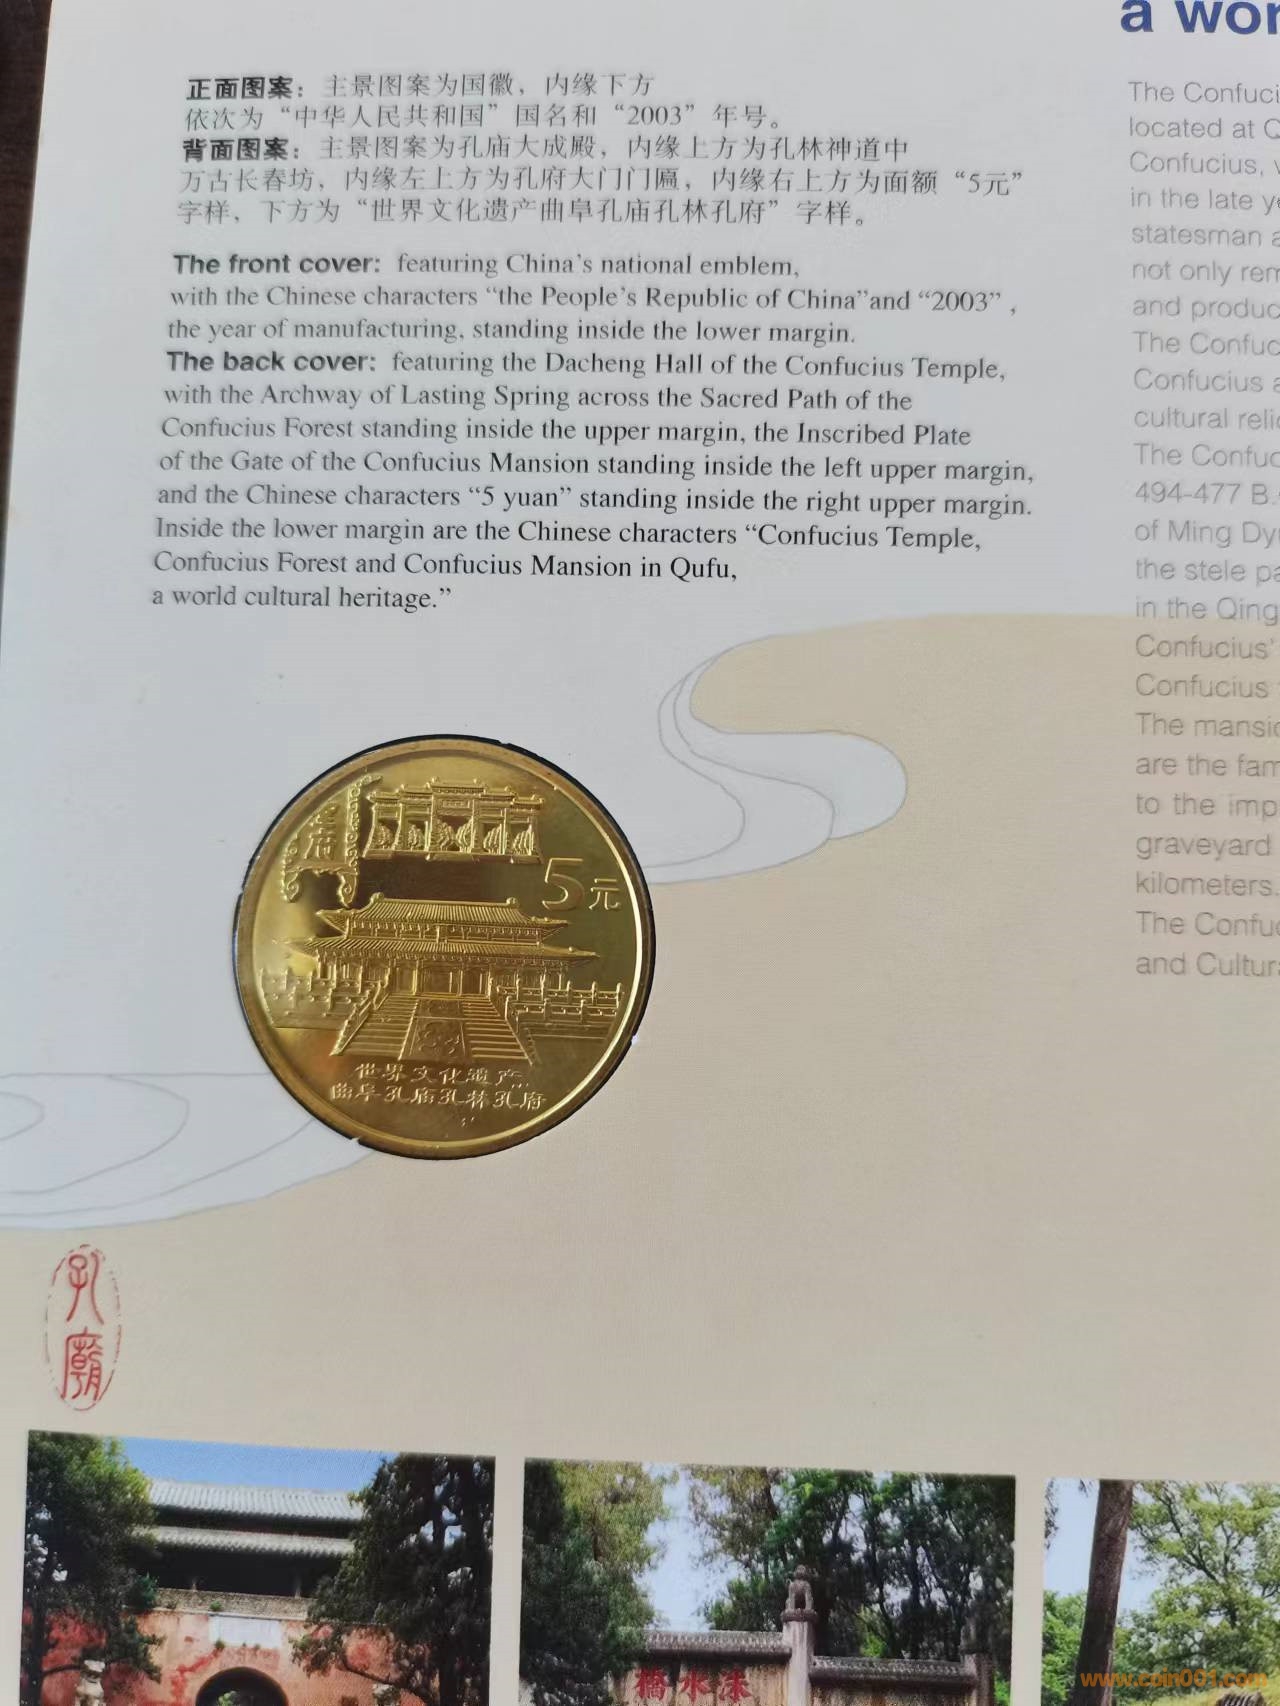 正面图案：主景图案为国徽，内缘下方
依次为“中华人民共和国”国名和“2003”年号。
背面图案：主景图案为孔庙大成殿，内缘上方为孔林神道中
万古长春坊，内缘左上方为孔府大门门匾，内缘右上方为面额“5元”
字样，下方为“世界文化遗产曲阜孔庙孔林孔府”字样。
The front cover: featuring China's national emblem,
with the Chinese characters “the People's Republic of China”and “2003” ,
the year of manufacturing, standing inside the lower margin.
The back cover: featuring the Dacheng Hall of the Confucius Temple,
with the Archway of Lasting Spring across the Sacred Path of the
Confucius Forest standing inside the upper margin, the Inscribed Plate
of the Gate of the Confucius Mansion standing inside the left upper margin,
and the Chinese characters “5 yuan” standing inside the right upper margin.
Inside the lower margin are the Chinese characters “Confucius Temple,
Confucius Forest and Confucius Mansion in Qufu,
a world cultural heritage.”
a wor
The Confuci
located at Q
Confucius,
in the late y
statesman a
not only rem
and produc
The Confuc
Confucius a
cultural relic
The Confuc
494-477 B.
of Ming Dy
the stele pa
in the Qing
Confucius'
Confucius
The mansio
are the fam
to the imp
graveyard
kilometers.
The Confu
and Cultur
5元
世界文化遗产
曲阜孔庙孔林孔府
孔廟
橋水洙
www.coin001.com